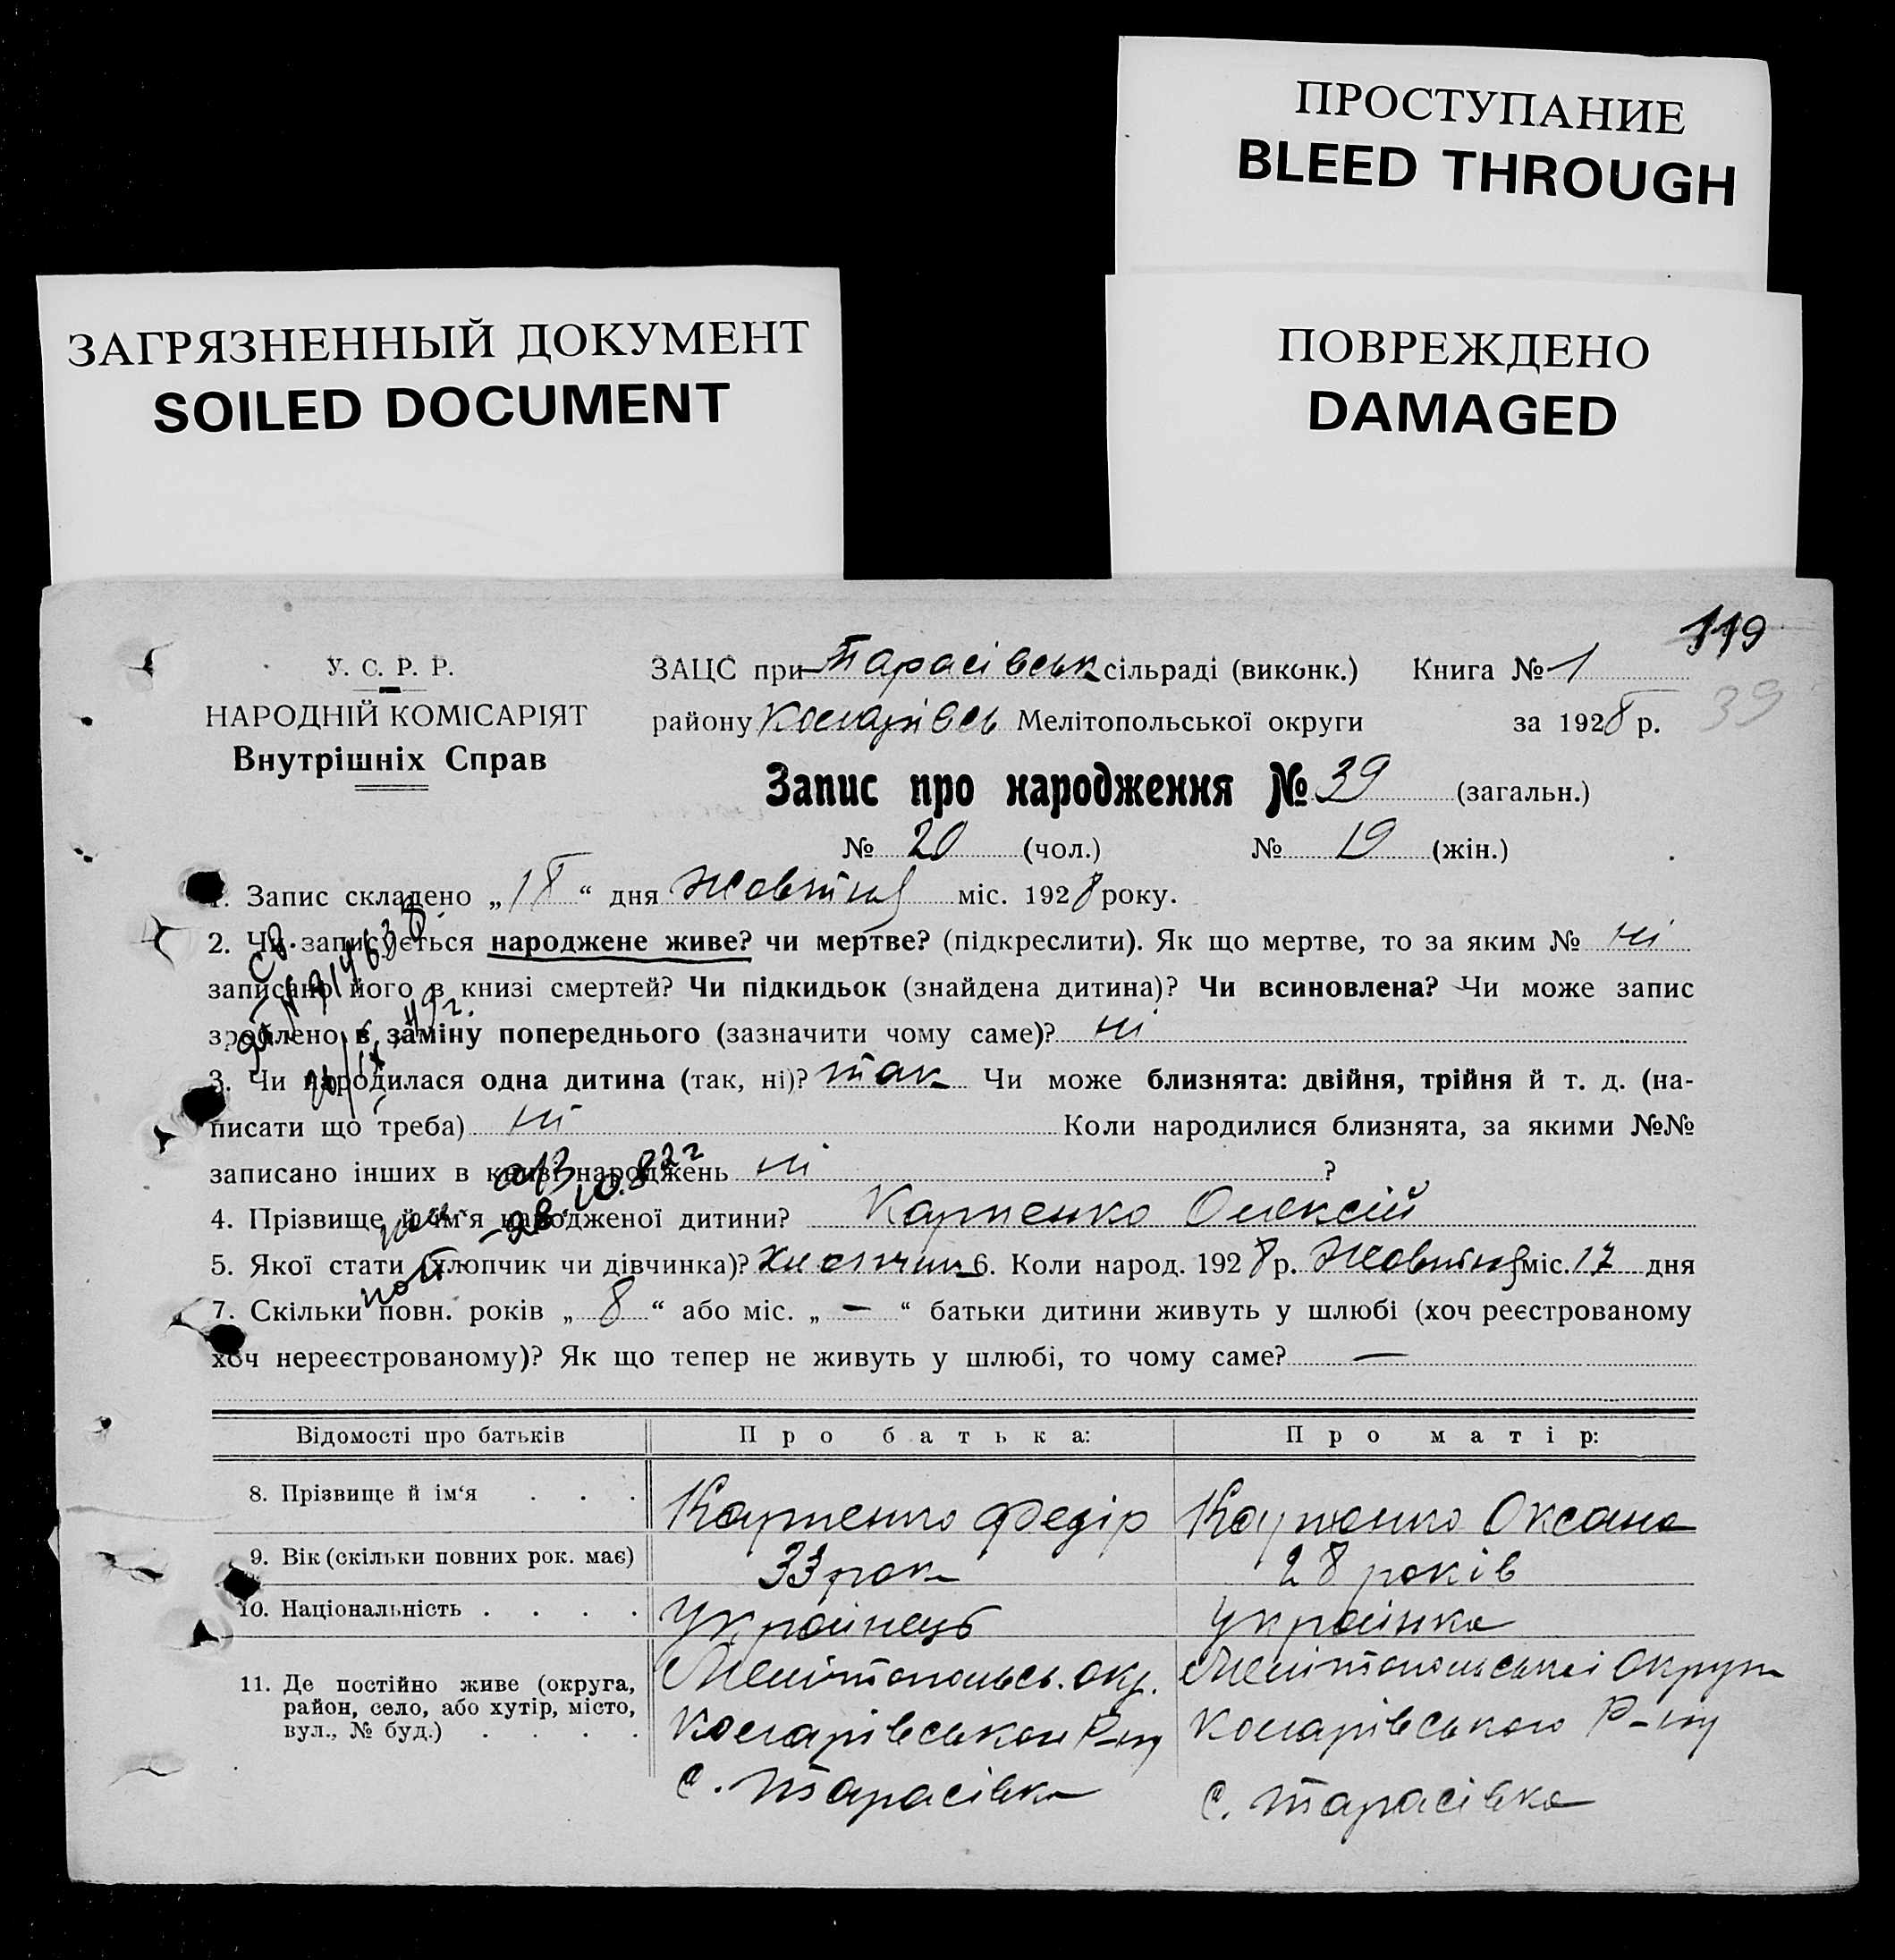 ПРОСТУПАНИЕ
BLEED THROUGH
ЗАГРЯЗНЕННЫЙ ДОКУМЕНТ
SOILED DOCUMENT
ПОВРЕЖДЕНО
DAMAGED
119
39
У. С. Р. Р.
НАРОДНІЙ КОМІСАРІЯТ
Внутрішніх Справ
ЗАЦС при Тарасівськ сільраді (виконк.) Книга № 1
району Комарівсь Мелітопольської округи за 1928 р.
Запис про народження № 39 (загальн.)
№ 20 (чол.) № 19 (жін.)
1. Запис складено „18“ дня Жовтня міс. 1928 року.
2. Чи записується народжене живе? чи мертве? (підкреслити). Як що мертве, то за яким № ні
записано його в книзі смертей? Чи підкидьок (знайдена дитина)? Чи всиновлена? Чи може запис
зроблено в заміну попереднього (зазначити чому саме)? ні
3. Чи народилася одна дитина (так, ні)? так Чи може близнята: двійня, трійня й т. д. (на-
писати що треба) ні Коли народилися близнята, за якими №№
записано інших в книзі народжень ні ?
4. Прізвище й ім'я народженої дитини? Карпенко Олексій
5. Якої стати (хлопчик чи дівчинка)? хлопчик 6. Коли народ. 1928 р. Жовтня міс. 17 дня
7. Скільки повн. років „8“ або міс. „—“ батьки дитини живуть у шлюбі (хоч реєстрованому
хоч нереєстрованому)? Як що тепер не живуть у шлюбі, то чому саме? —
Відомості про батьків Про батька: Про матір:
8. Прізвище й ім'я . . . Карпенко Федір Карпенко Оксана
9. Вік (скільки повних рок. має) 33 рок 28 років
10. Національність . . . . Українець Українка
11. Де постійно живе (округа, район, село, або хутір, місто, вул., № буд.) . . . .
Мелітопольсь. окр. Мелітопольської Округи
Комарівського Р-ну Комарівського Р-ну
с. Тарасівка с. Тарасівка